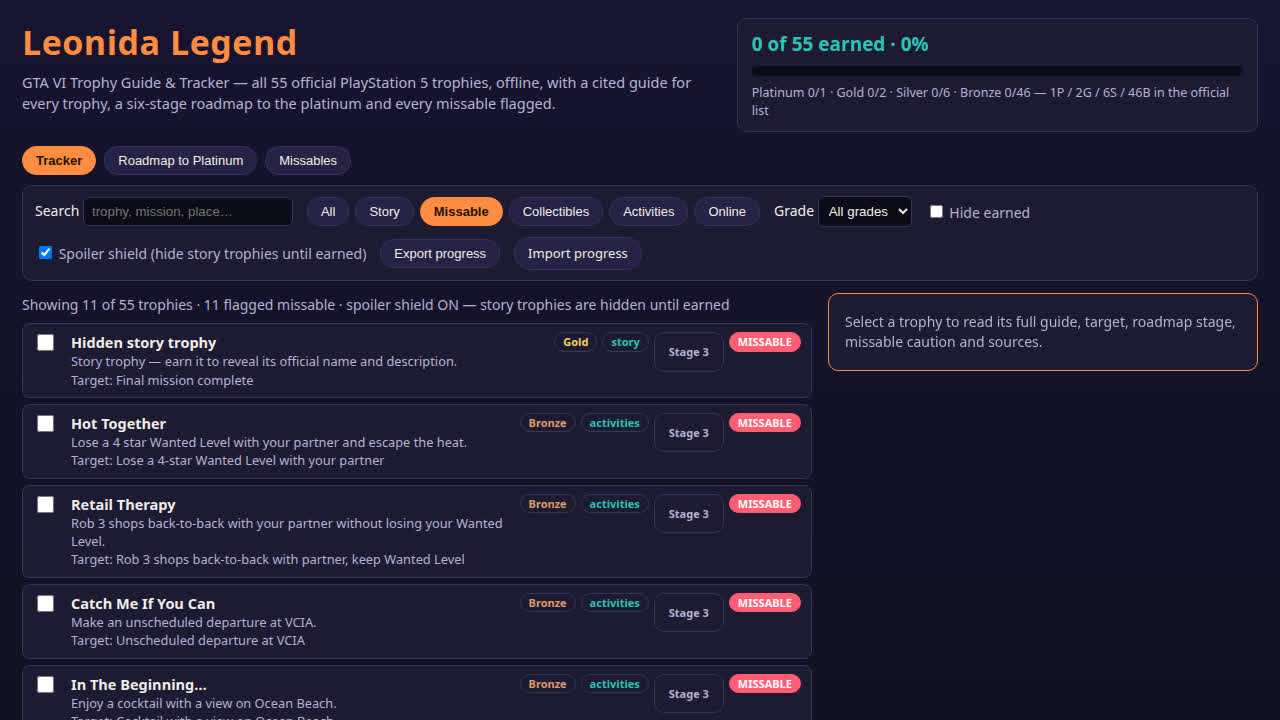 Leonida Legend
GTA VI Trophy Guide & Tracker — all 55 official PlayStation 5 trophies, offline, with a cited guide for
every trophy, a six-stage roadmap to the platinum and every missable flagged.
0 of 55 earned · 0%
Platinum 0/1 · Gold 0/2 · Silver 0/6 · Bronze 0/46 — 1P / 2G / 6S / 46B in the official
list
Tracker
Roadmap to Platinum
Missables
Search trophy, mission, place…
All
Story
Missable
Collectibles
Activities
Online
Grade All grades
Hide earned
Spoiler shield (hide story trophies until earned)
Export progress
Import progress
Showing 11 of 55 trophies · 11 flagged missable · spoiler shield ON — story trophies are hidden until earned
Hidden story trophy
Story trophy — earn it to reveal its official name and description.
Target: Final mission complete
Gold
story
Stage 3
MISSABLE
Hot Together
Lose a 4 star Wanted Level with your partner and escape the heat.
Target: Lose a 4-star Wanted Level with your partner
Bronze
activities
Stage 3
MISSABLE
Retail Therapy
Rob 3 shops back-to-back with your partner without losing your Wanted
Level.
Target: Rob 3 shops back-to-back with partner, keep Wanted Level
Bronze
activities
Stage 3
MISSABLE
Catch Me If You Can
Make an unscheduled departure at VCIA.
Target: Unscheduled departure at VCIA
Bronze
activities
Stage 3
MISSABLE
In The Beginning…
Enjoy a cocktail with a view on Ocean Beach.
Target: Cocktail with a view on Ocean Beach
Bronze
activities
Stage 3
MISSABLE
Select a trophy to read its full guide, target, roadmap stage,
missable caution and sources.